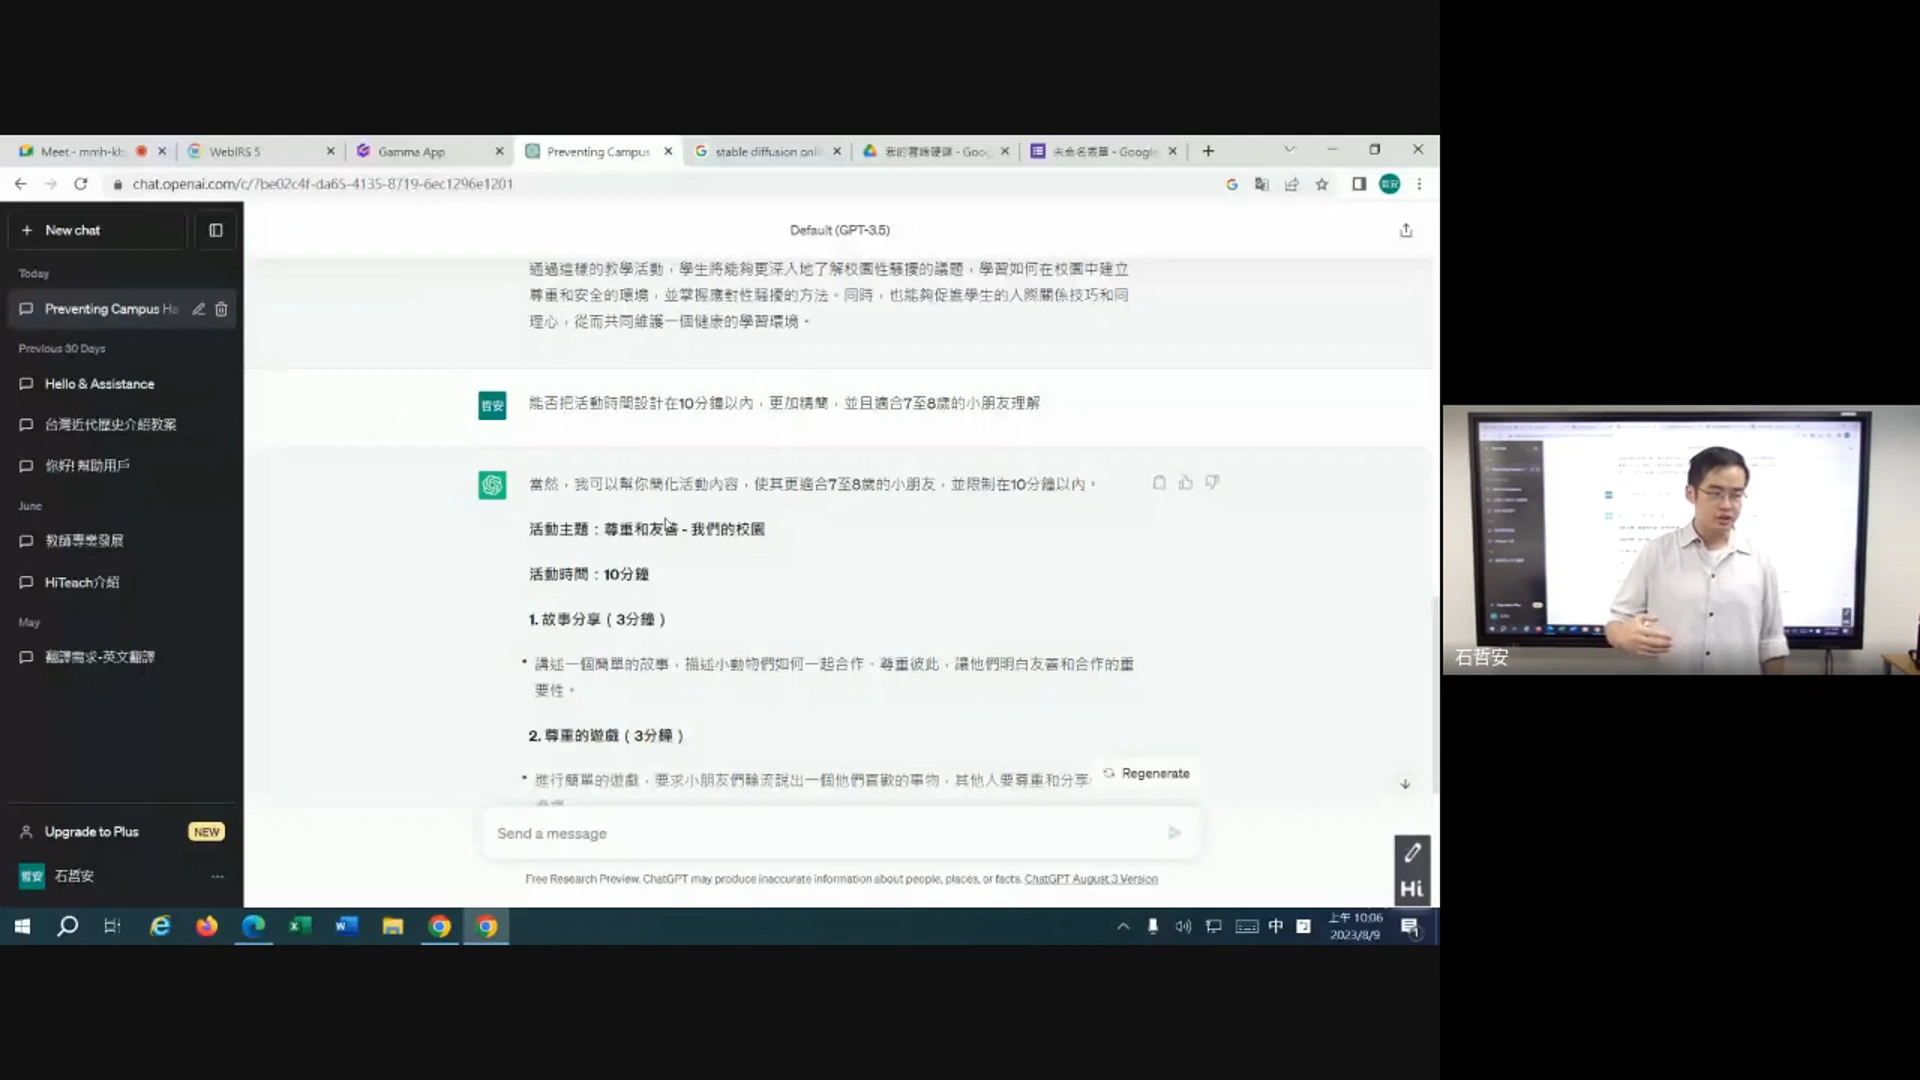 Meet - mmh-kt
WebIRS 5
Gamma App
Preventing Campus
stable diffusion onli
我的雲端硬碟 - Goog
未命名表單 - Google
chat.openai.com/c/7be02c4f-da65-4135-8719-6ec1296e1201
哲安
New chat
Default (GPT-3.5)
Today
Preventing Campus Ha
Previous 30 Days
Hello & Assistance
台灣近代歷史介紹教案
你好! 幫助用戶
June
教師專業發展
HiTeach介紹
May
翻譯需求-英文翻譯
Upgrade to Plus
NEW
哲安
石哲安
通過這樣的教學活動，學生將能夠更深入地了解校園性騷擾的議題，學習如何在校園中建立
尊重和安全的環境，並掌握應對性騷擾的方法。同時，也能夠促進學生的人際關係技巧和同
理心，從而共同維護一個健康的學習環境。
哲安
能否把活動時間設計在10分鐘以內，更加精簡，並且適合7至8歲的小朋友理解
當然，我可以幫你簡化活動內容，使其更適合7至8歲的小朋友，並限制在10分鐘以內。
活動主題：尊重和友善 - 我們的校園
活動時間：10分鐘
1. 故事分享（3分鐘）
講述一個簡單的故事，描述小動物們如何一起合作、尊重彼此，讓他們明白友善和合作的重
要性。
2. 尊重的遊戲（3分鐘）
進行簡單的遊戲，要求小朋友們輪流說出一個他們喜歡的事物，其他人要尊重和分享
Regenerate
Send a message
Free Research Preview. ChatGPT may produce inaccurate information about people, places, or facts. ChatGPT August 3 Version
Hi
中
上午 10:06
2023/8/9
石哲安